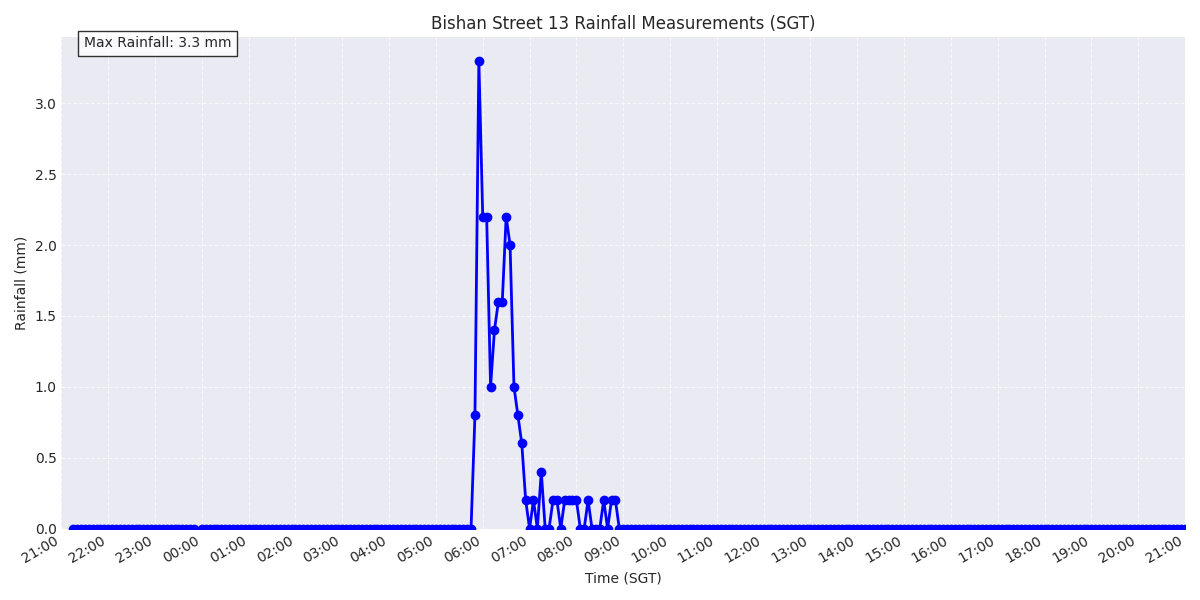 Bishan Street 13 Rainfall Measurements (SGT)
Max Rainfall: 3.3 mm
Rainfall (mm)
3.0
2.5
2.0
1.5
1.0
0.5
0.0
21:00 22:00 23:00 00:00 01:00 02:00 03:00 04:00 05:00 06:00 07:00 08:00 09:00 10:00 11:00 12:00 13:00 14:00 15:00 16:00 17:00 18:00 19:00 20:00 21:00
Time (SGT)